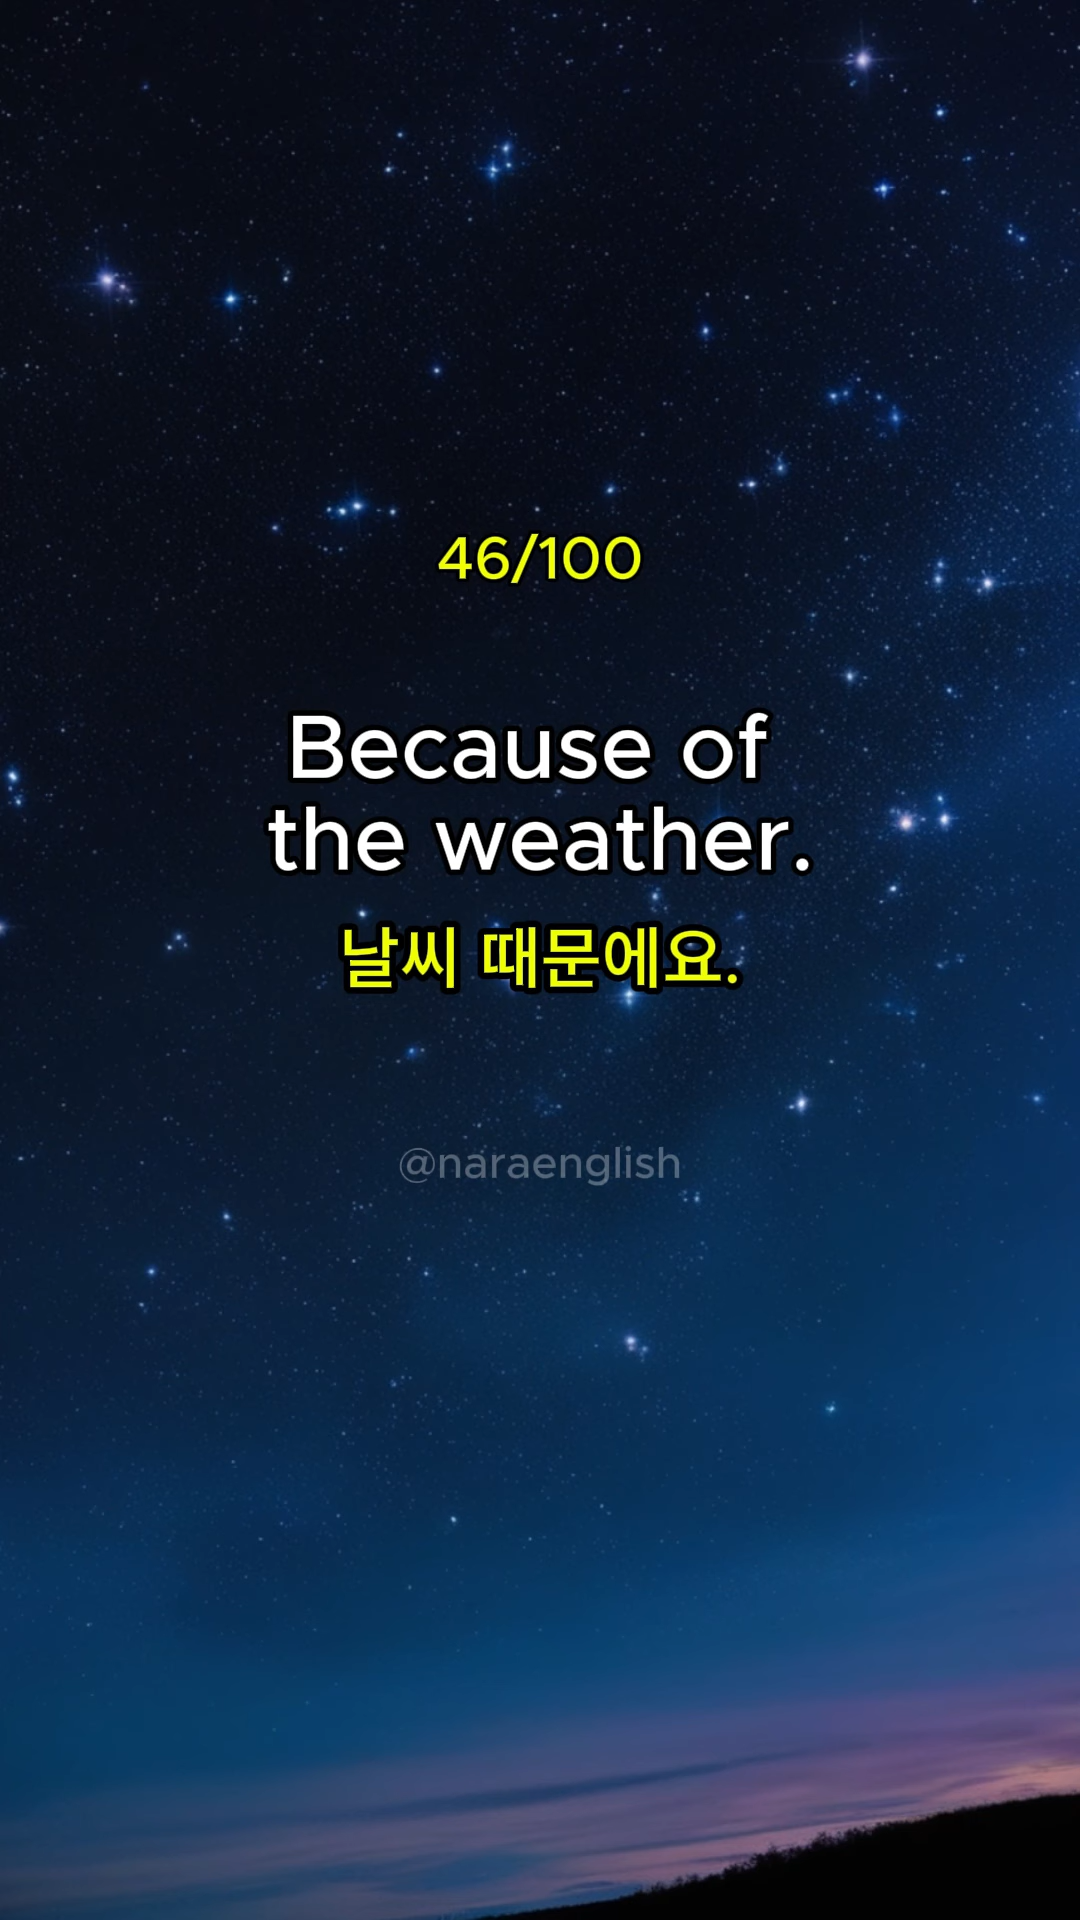 46/100
Because of
the weather.
날씨 때문에요.
@naraenglish